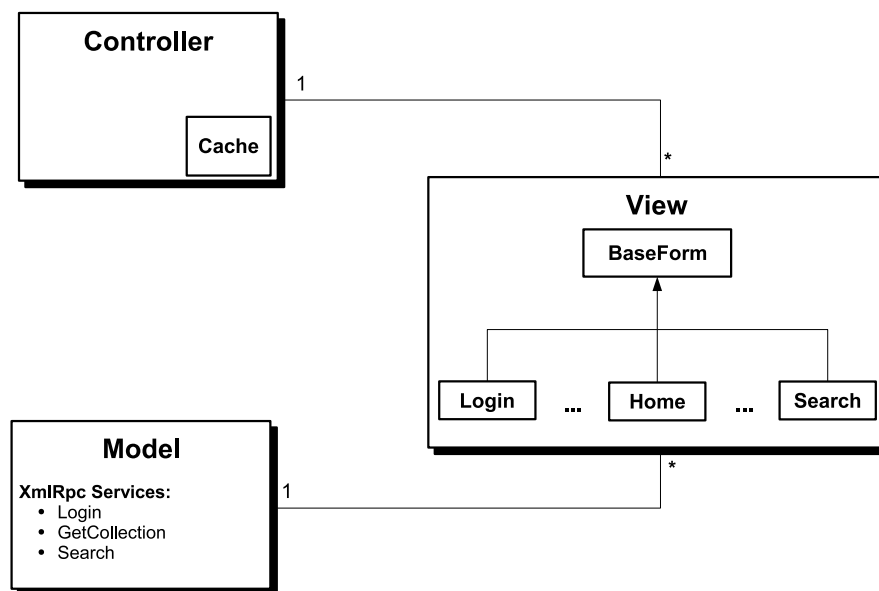 Controller
Cache
1
*
View
BaseForm
Login ... Home ... Search
*
1
Model
XmlRpc Services:
• Login
• GetCollection
• Search